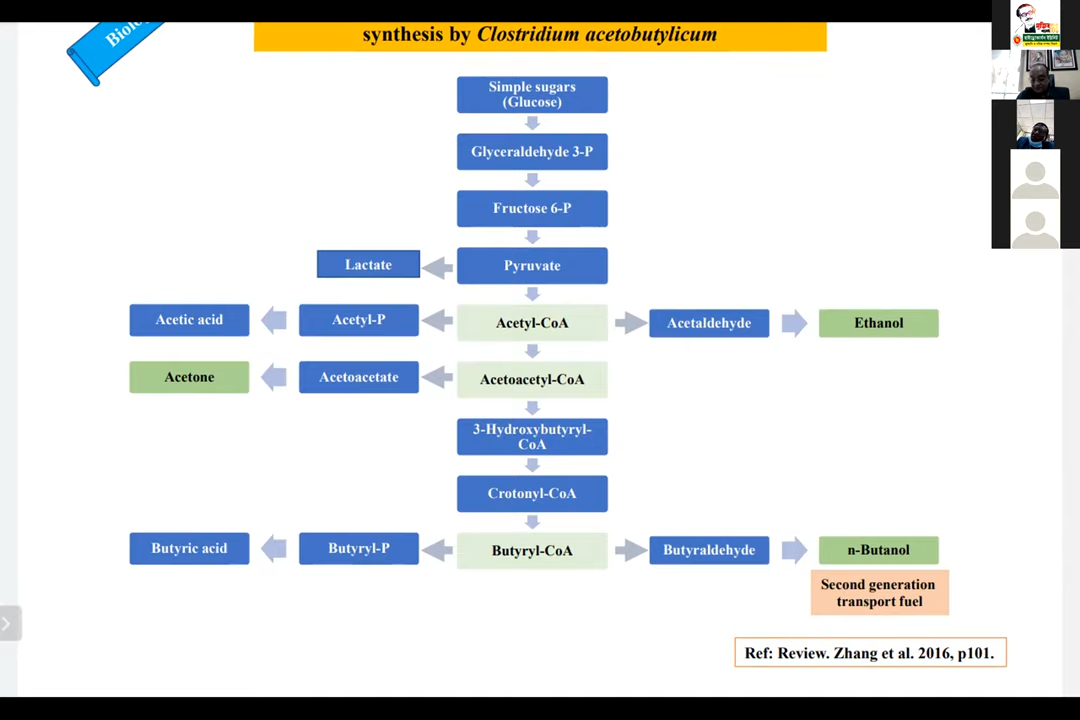 synthesis by Clostridium acetobutylicum
Simple sugars
(Glucose)
Glyceraldehyde 3-P
Fructose 6-P
Lactate
Pyruvate
Acetic acid
Acetyl-P
Acetyl-CoA
Acetaldehyde
Ethanol
Acetone
Acetoacetate
Acetoacetyl-CoA
3-Hydroxybutyryl-
CoA
Crotonyl-CoA
Butyric acid
Butyryl-P
Butyryl-CoA
Butyraldehyde
n-Butanol
Second generation
transport fuel
Ref: Review. Zhang et al. 2016, p101.